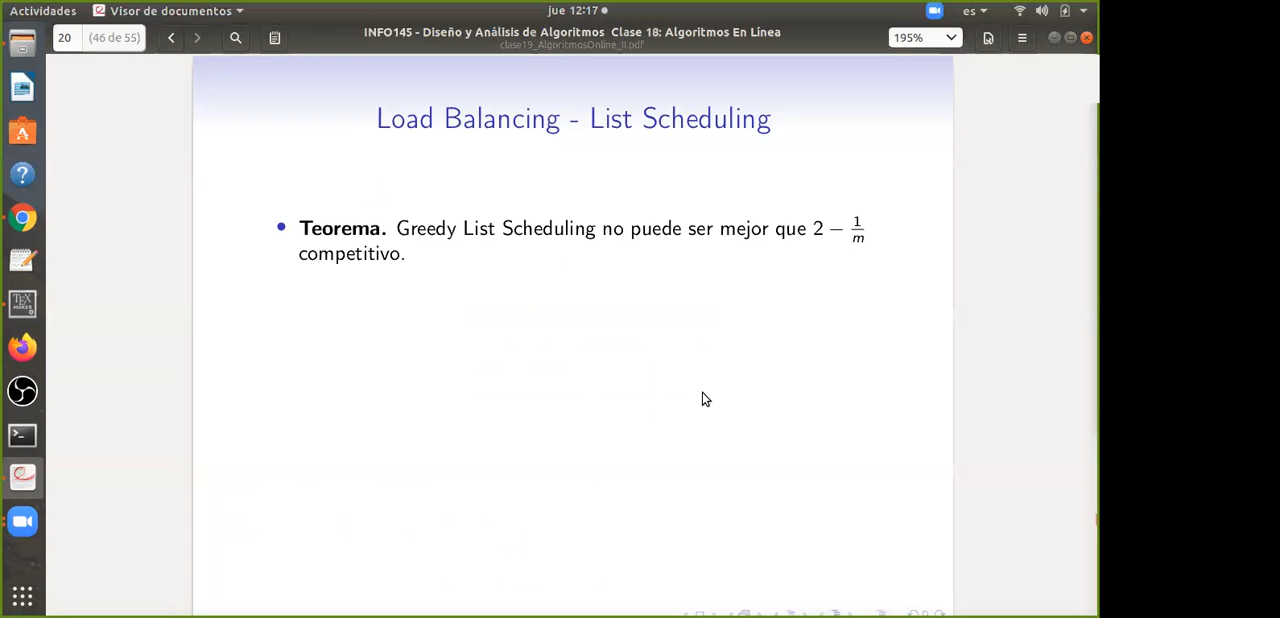 Actividades Visor de documentos jue 12:17 es
20 (46 de 55) INFO145 - Diseño y Análisis de Algoritmos Clase 18: Algoritmos En Línea 195%
clase19_AlgoritmosOnline_II.pdf
Load Balancing - List Scheduling
• Teorema. Greedy List Scheduling no puede ser mejor que 2 − 1/m
competitivo.